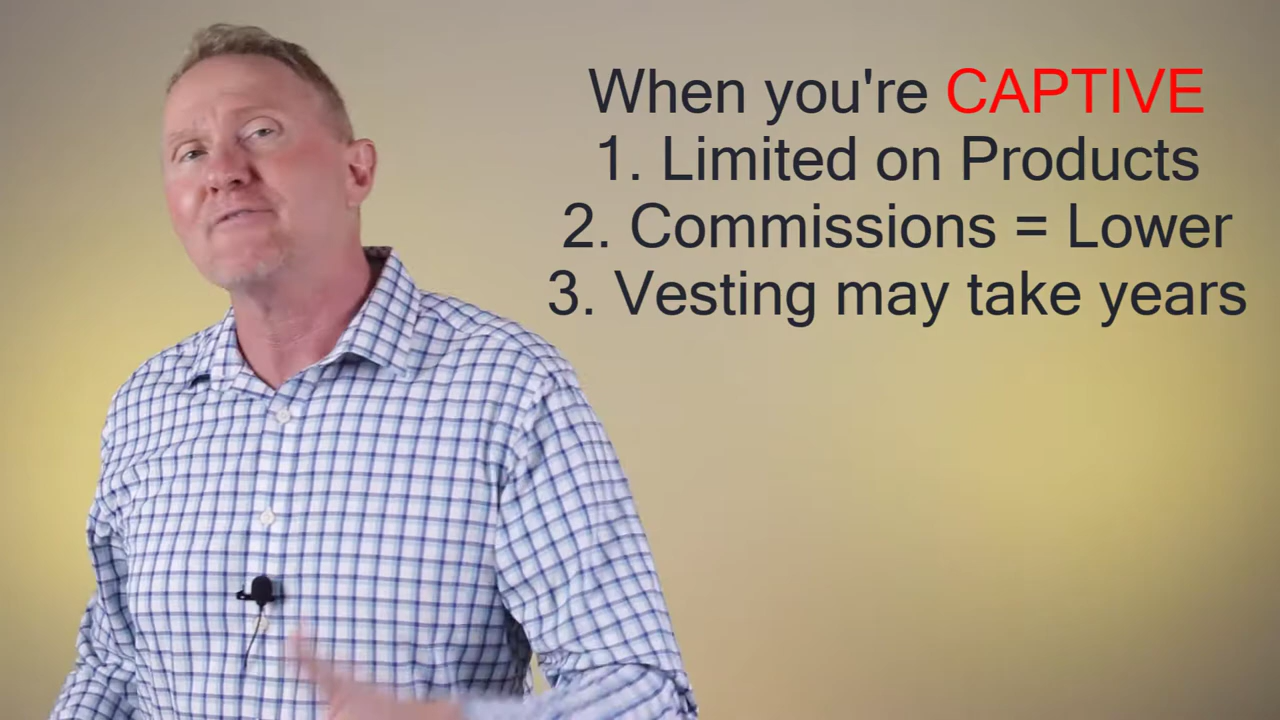 When you're CAPTIVE
1. Limited on Products
2. Commissions = Lower
3. Vesting may take years